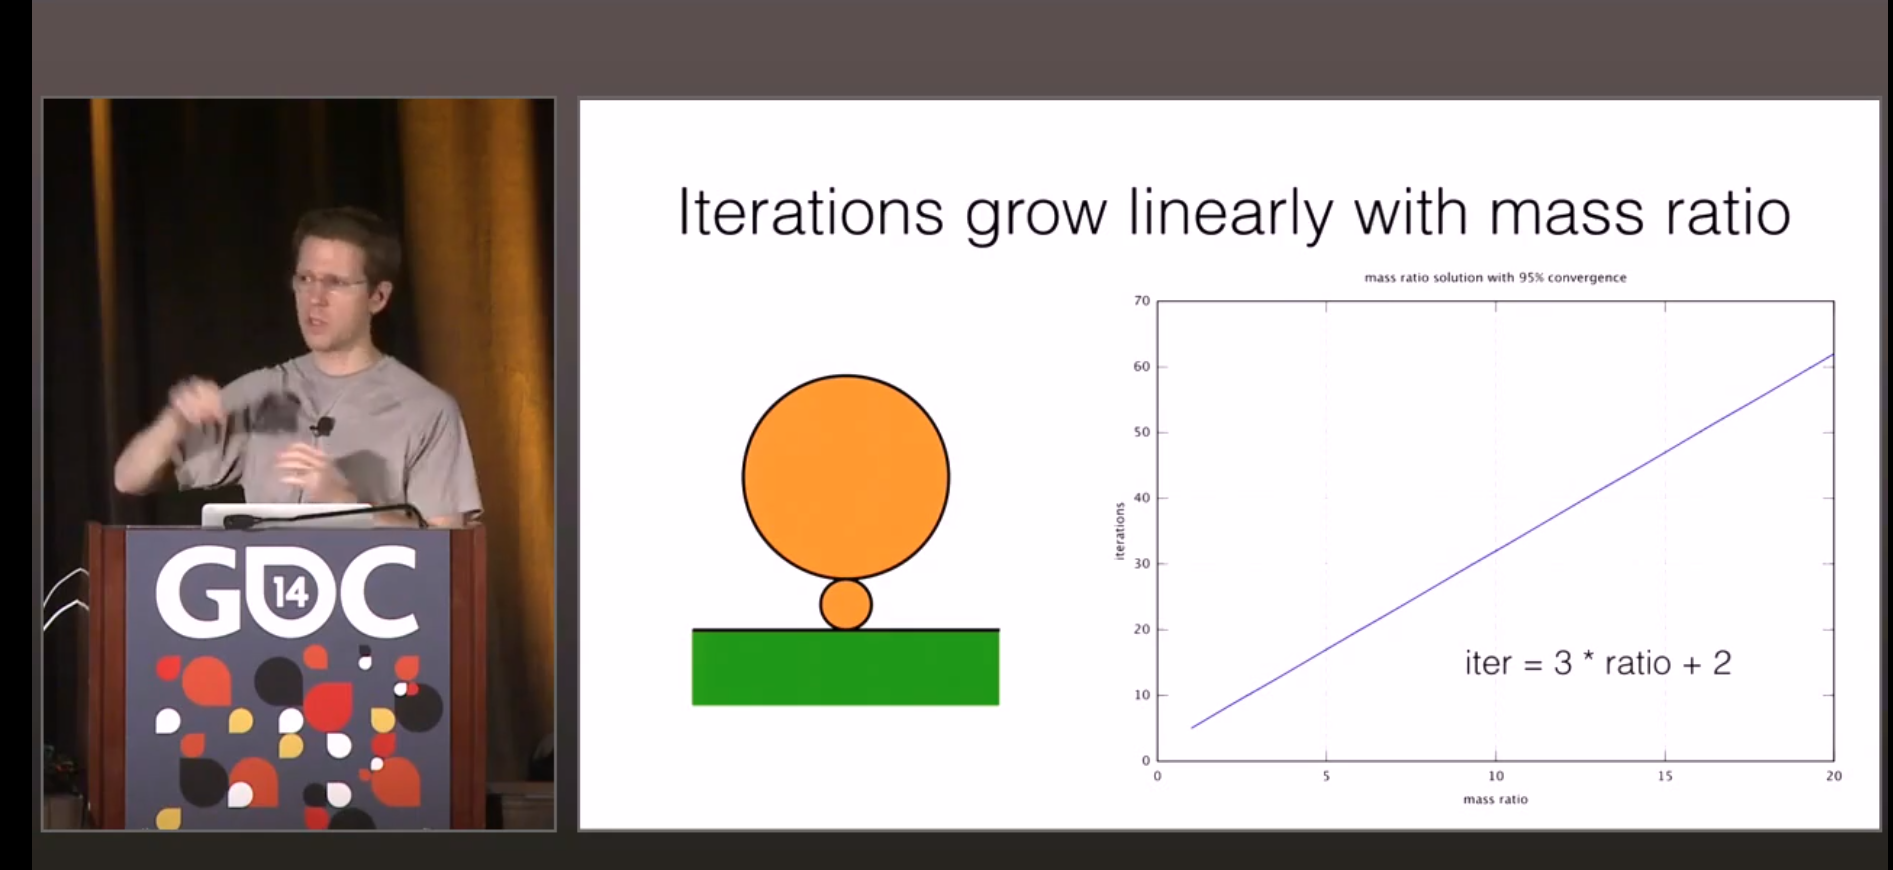 GDC
14
Iterations grow linearly with mass ratio
mass ratio solution with 95% convergence
70
60
50
40
30
20
10
0
iterations
iter = 3 * ratio + 2
0 5 10 15 20
mass ratio